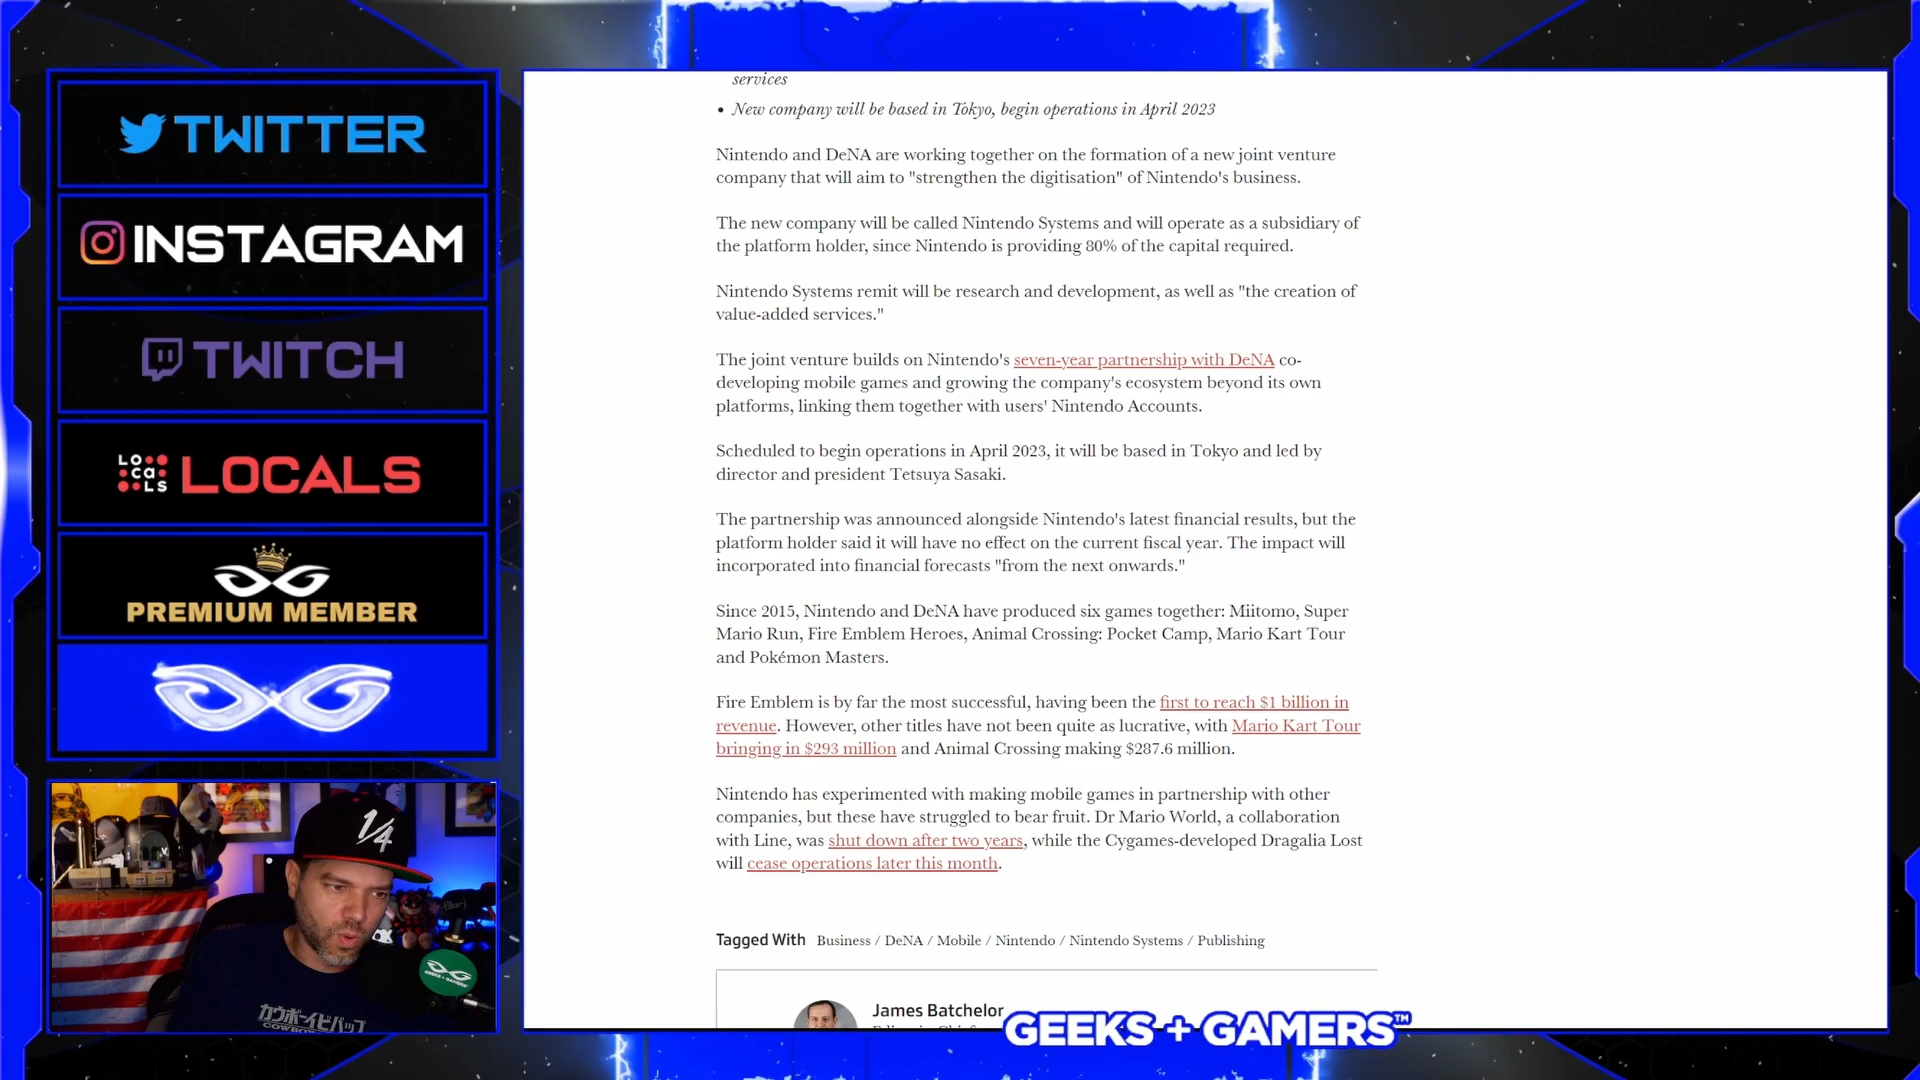 TWITTER
INSTAGRAM
TWITCH
LOCALS
LOCALS
PREMIUM MEMBER
services
• New company will be based in Tokyo, begin operations in April 2023
Nintendo and DeNA are working together on the formation of a new joint venture
company that will aim to "strengthen the digitisation" of Nintendo's business.
The new company will be called Nintendo Systems and will operate as a subsidiary of
the platform holder, since Nintendo is providing 80% of the capital required.
Nintendo Systems remit will be research and development, as well as "the creation of
value-added services."
The joint venture builds on Nintendo's seven-year partnership with DeNA co-
developing mobile games and growing the company's ecosystem beyond its own
platforms, linking them together with users' Nintendo Accounts.
Scheduled to begin operations in April 2023, it will be based in Tokyo and led by
director and president Tetsuya Sasaki.
The partnership was announced alongside Nintendo's latest financial results, but the
platform holder said it will have no effect on the current fiscal year. The impact will
incorporated into financial forecasts "from the next onwards."
Since 2015, Nintendo and DeNA have produced six games together: Miitomo, Super
Mario Run, Fire Emblem Heroes, Animal Crossing: Pocket Camp, Mario Kart Tour
and Pokémon Masters.
Fire Emblem is by far the most successful, having been the first to reach $1 billion in
revenue. However, other titles have not been quite as lucrative, with Mario Kart Tour
bringing in $293 million and Animal Crossing making $287.6 million.
Nintendo has experimented with making mobile games in partnership with other
companies, but these have struggled to bear fruit. Dr Mario World, a collaboration
with Line, was shut down after two years, while the Cygames-developed Dragalia Lost
will cease operations later this month.
Tagged With Business / DeNA / Mobile / Nintendo / Nintendo Systems / Publishing
James Batchelor
GEEKS + GAMERS™
1/4
GEEKS + GAMERS
カウボーイビバップ